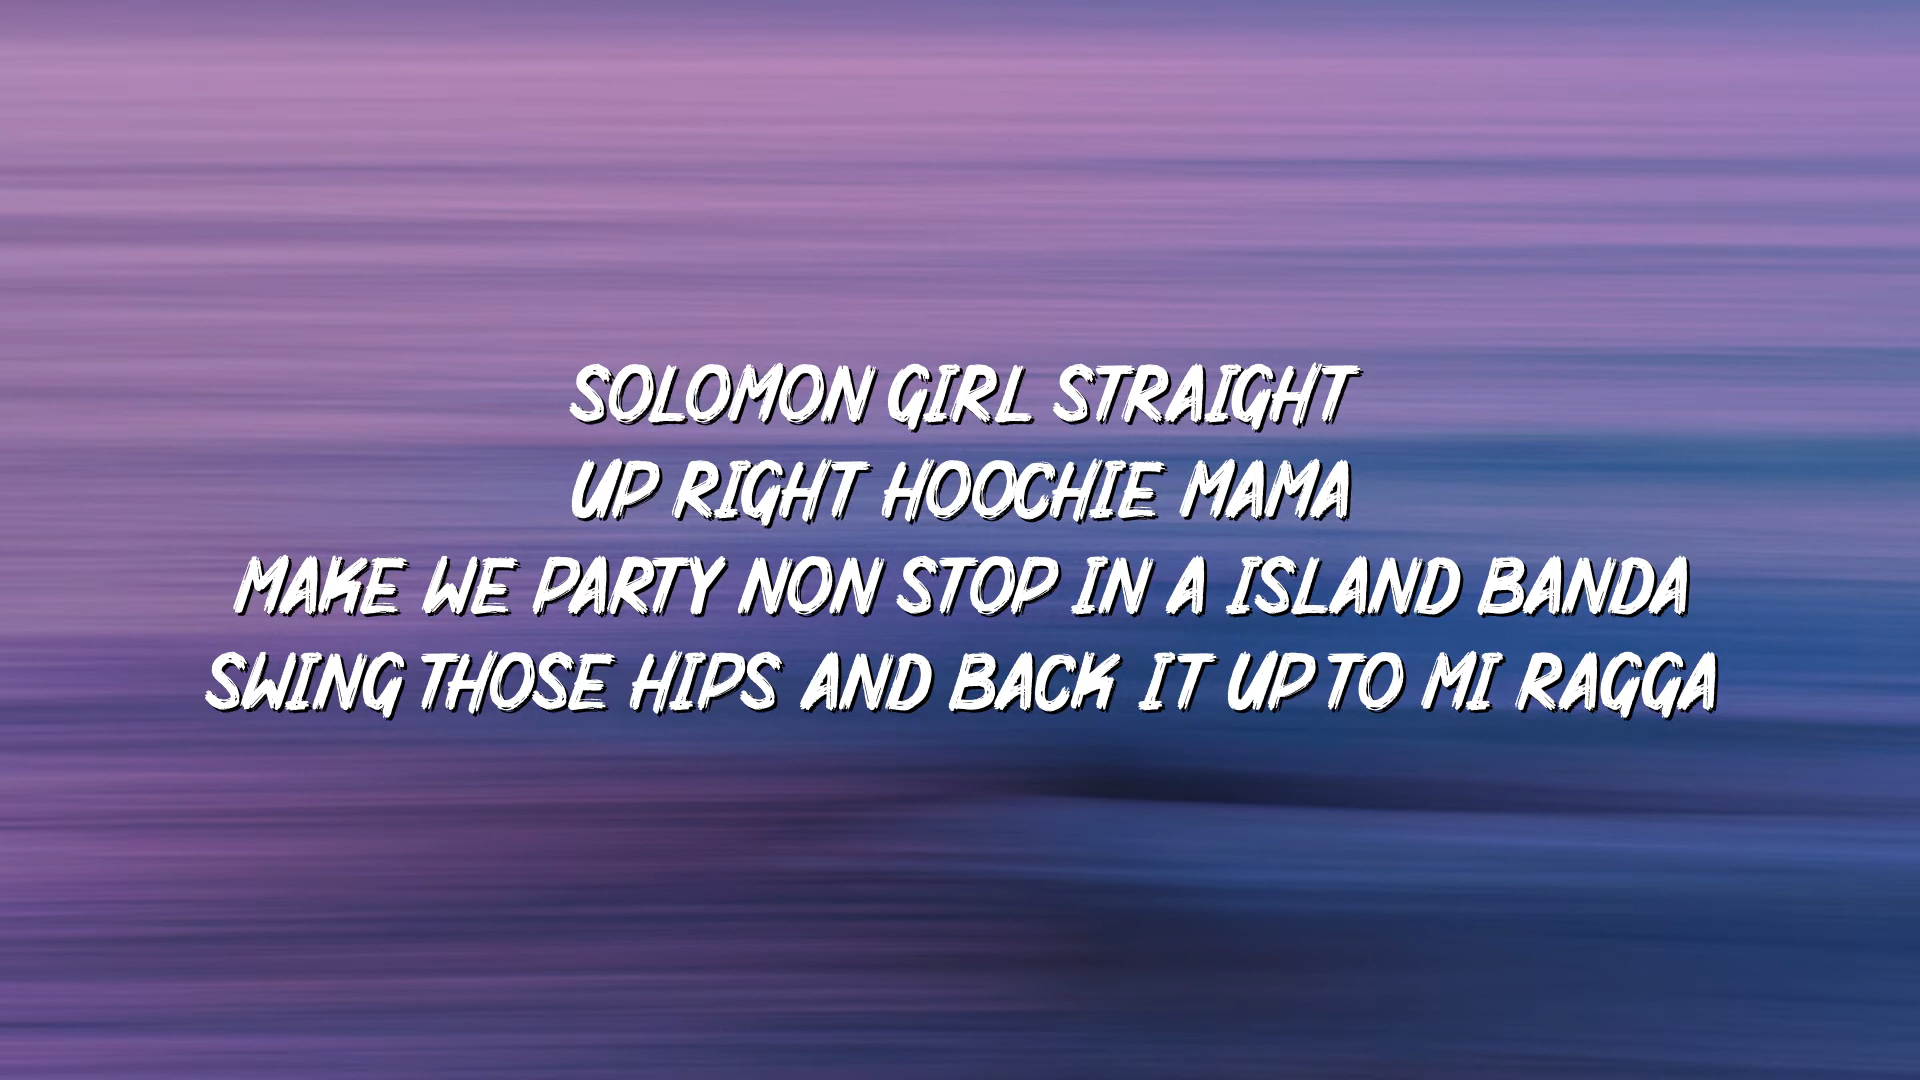 SOLOMON GIRL STRAIGHT
UP RIGHT HOOCHIE MAMA
MAKE WE PARTY NON STOP IN A ISLAND BANDA
SWING THOSE HIPS AND BACK IT UP TO MI RAGGA